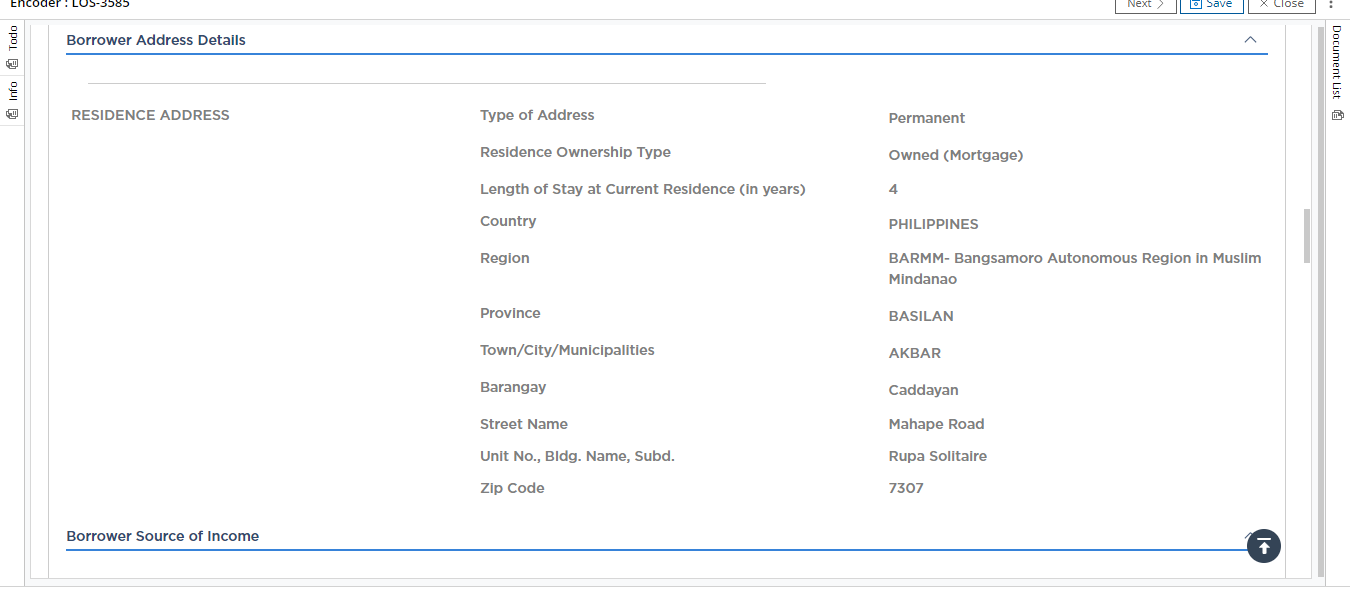 Encoder : LOS-3585
Next
Save
Close
Todo
Info
Document List
Borrower Address Details
RESIDENCE ADDRESS
Type of Address Permanent
Residence Ownership Type Owned (Mortgage)
Length of Stay at Current Residence (in years) 4
Country PHILIPPINES
Region BARMM- Bangsamoro Autonomous Region in Muslim
Mindanao
Province BASILAN
Town/City/Municipalities AKBAR
Barangay Caddayan
Street Name Mahape Road
Unit No., Bldg. Name, Subd. Rupa Solitaire
Zip Code 7307
Borrower Source of Income